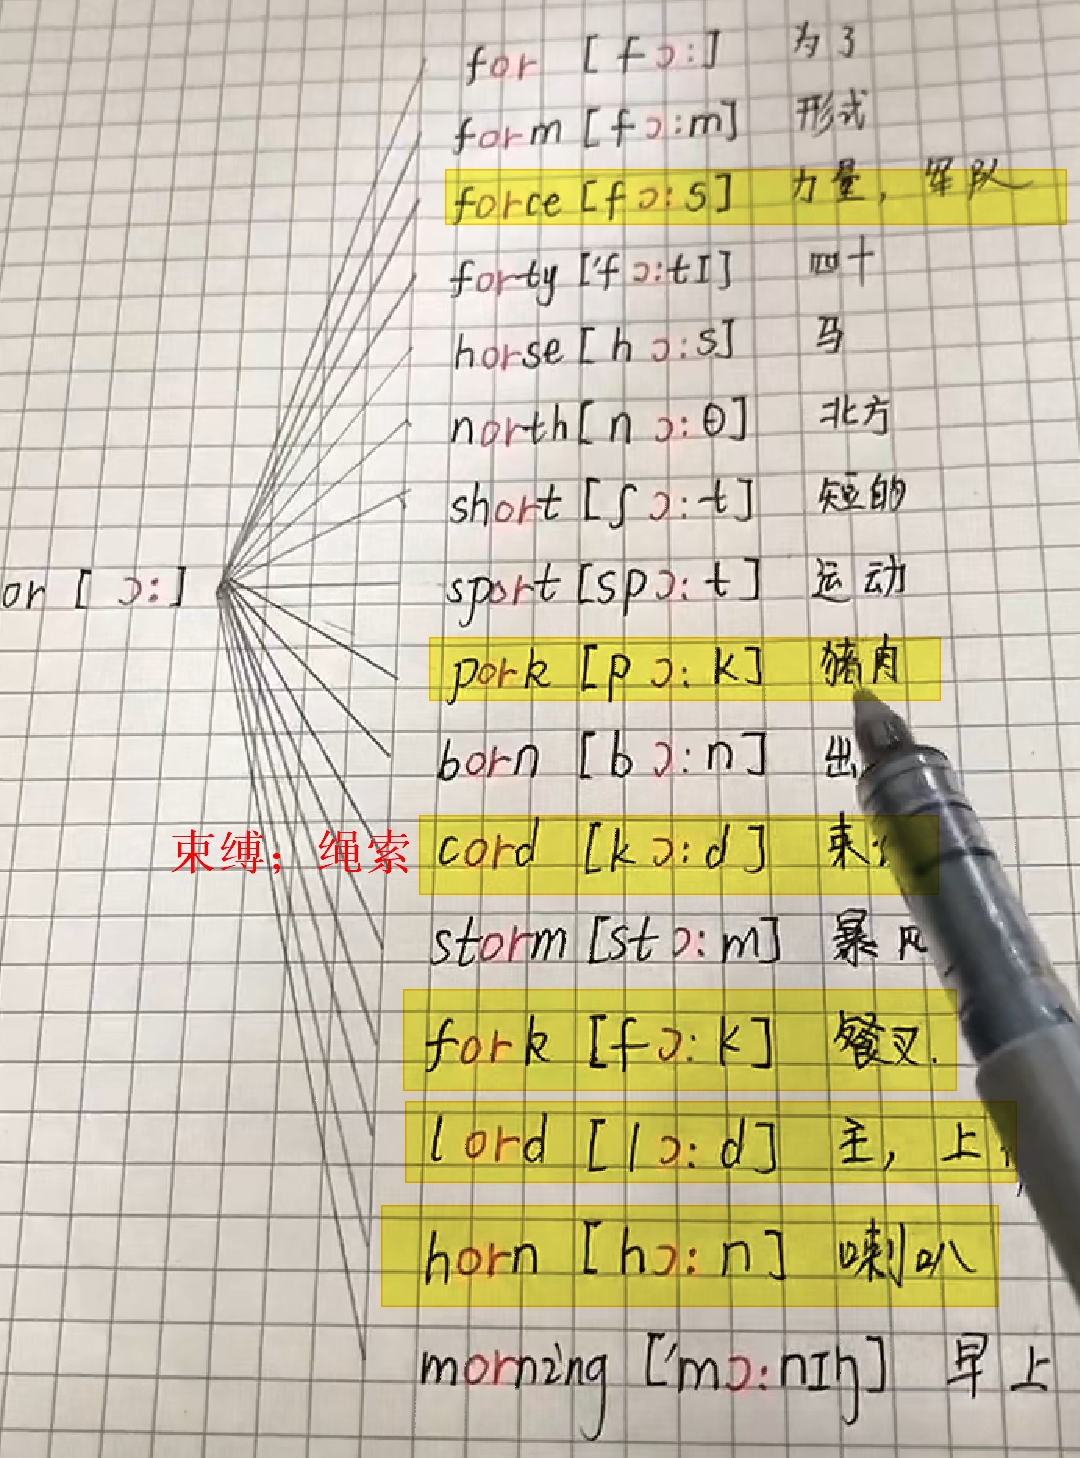 for [fɔ:] 为了
form [fɔ:m] 形式
force [fɔ:s] 力量，军队
forty ['fɔ:tI] 四十
horse [hɔ:s] 马
north [nɔ:θ] 北方
short [ʃɔ:t] 短的
or [ɔ:]
sport [spɔ:t] 运动
pork [pɔ:k] 猪肉
born [bɔ:n] 出
束缚；绳索
cord [kɔ:d] 束
storm [stɔ:m] 暴风
fork [fɔ:k] 餐叉.
lord [lɔ:d] 主，上
horn [hɔ:n] 喇叭
morning ['mɔ:nIŋ] 早上